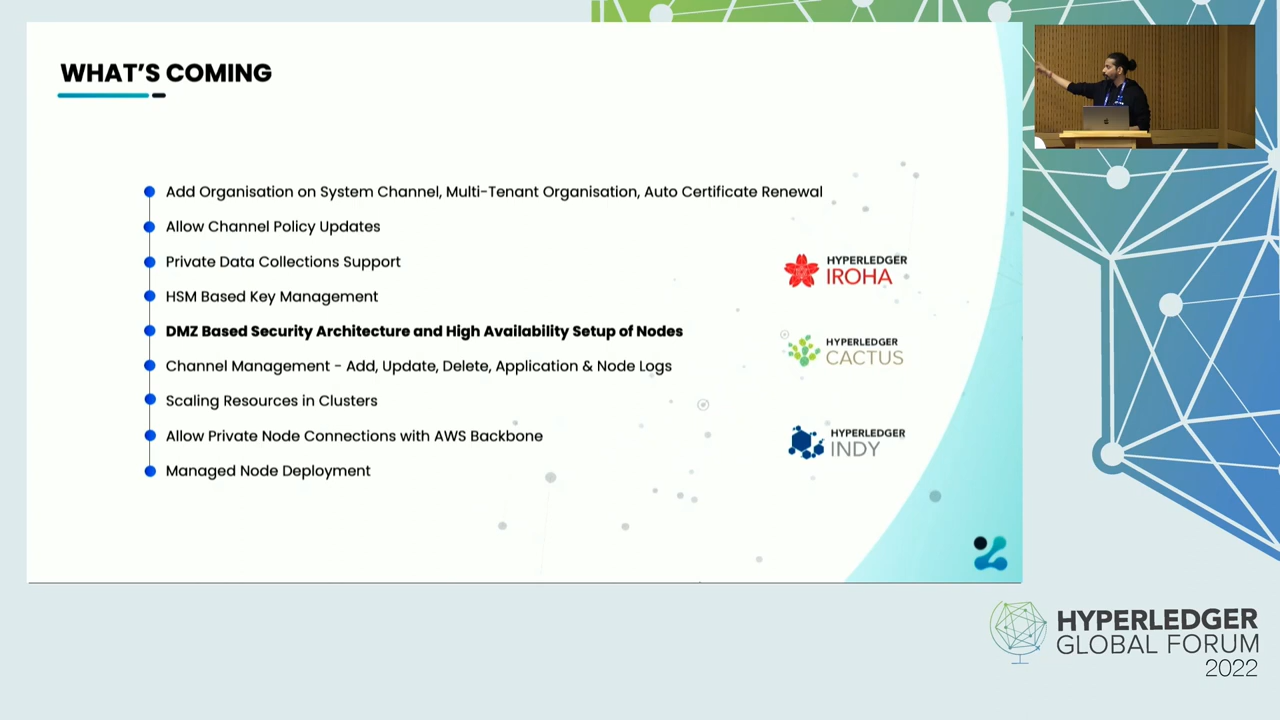 WHAT'S COMING
Add Organisation on System Channel, Multi-Tenant Organisation, Auto Certificate Renewal
Allow Channel Policy Updates
Private Data Collections Support
HSM Based Key Management
DMZ Based Security Architecture and High Availability Setup of Nodes
Channel Management - Add, Update, Delete, Application & Node Logs
Scaling Resources in Clusters
Allow Private Node Connections with AWS Backbone
Managed Node Deployment
HYPERLEDGER
IROHA
HYPERLEDGER
CACTUS
HYPERLEDGER
INDY
HYPERLEDGER
GLOBAL FORUM
2022